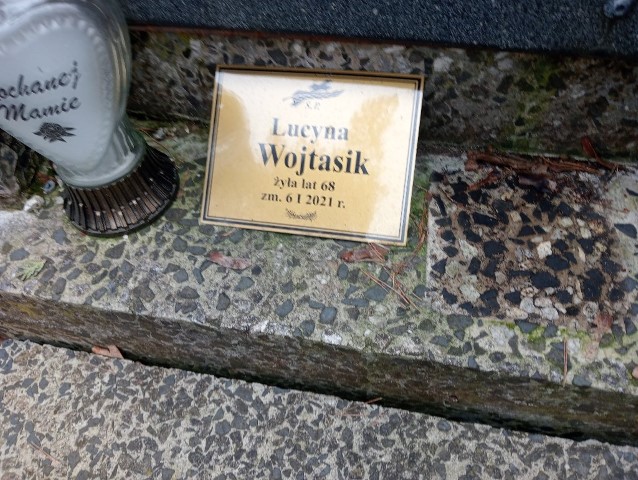 ochanej
Mamie
Ś.P.
Lucyna
Wojtasik
żyła lat 68
zm. 6 I 2021 r.